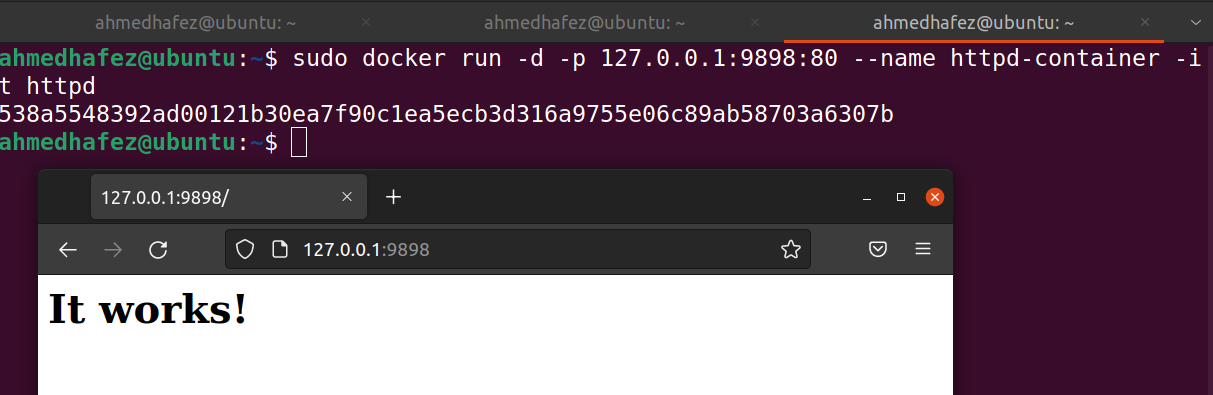 ahmedhafez@ubuntu: ~ ahmedhafez@ubuntu: ~ ahmedhafez@ubuntu: ~
ahmedhafez@ubuntu:~$ sudo docker run -d -p 127.0.0.1:9898:80 --name httpd-container -i
t httpd
538a5548392ad00121b30ea7f90c1ea5ecb3d316a9755e06c89ab58703a6307b
ahmedhafez@ubuntu:~$
127.0.0.1:9898/
127.0.0.1:9898
It works!